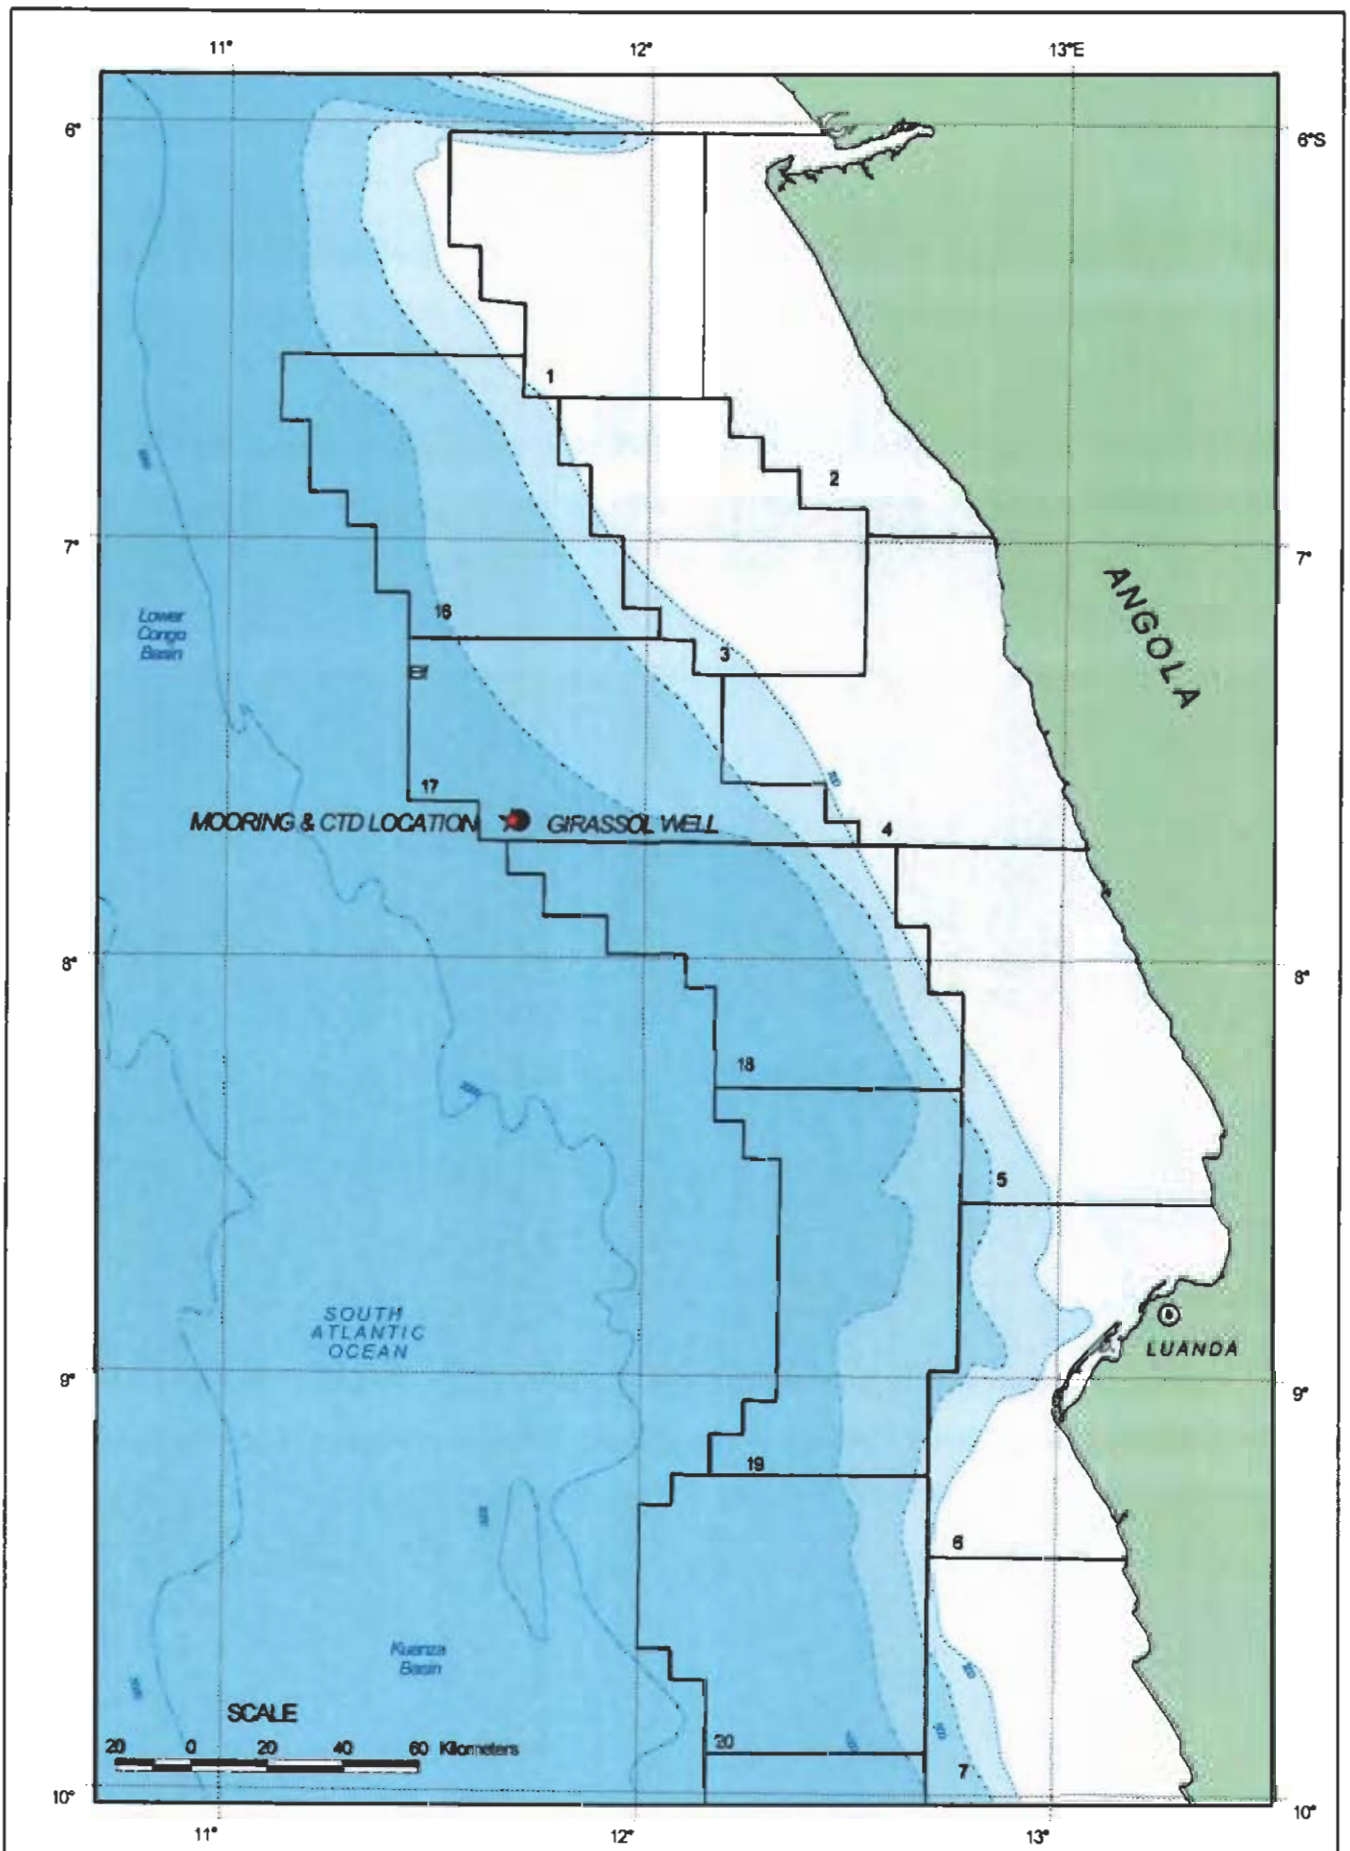 11° 12° 13°E
6° 6°S
1
2
7° 7°
ANGOLA
Lower
Congo
Basin
16
3
Elf
17
MOORING & CTD LOCATION GIRASSOL WELL
4
8° 8°
18
5
SOUTH
ATLANTIC
OCEAN
LUANDA
9° 9°
19
6
Kuanza
Basin
SCALE
20 0 20 40 60 Kilometers
20
7
10° 10°
11° 12° 13°